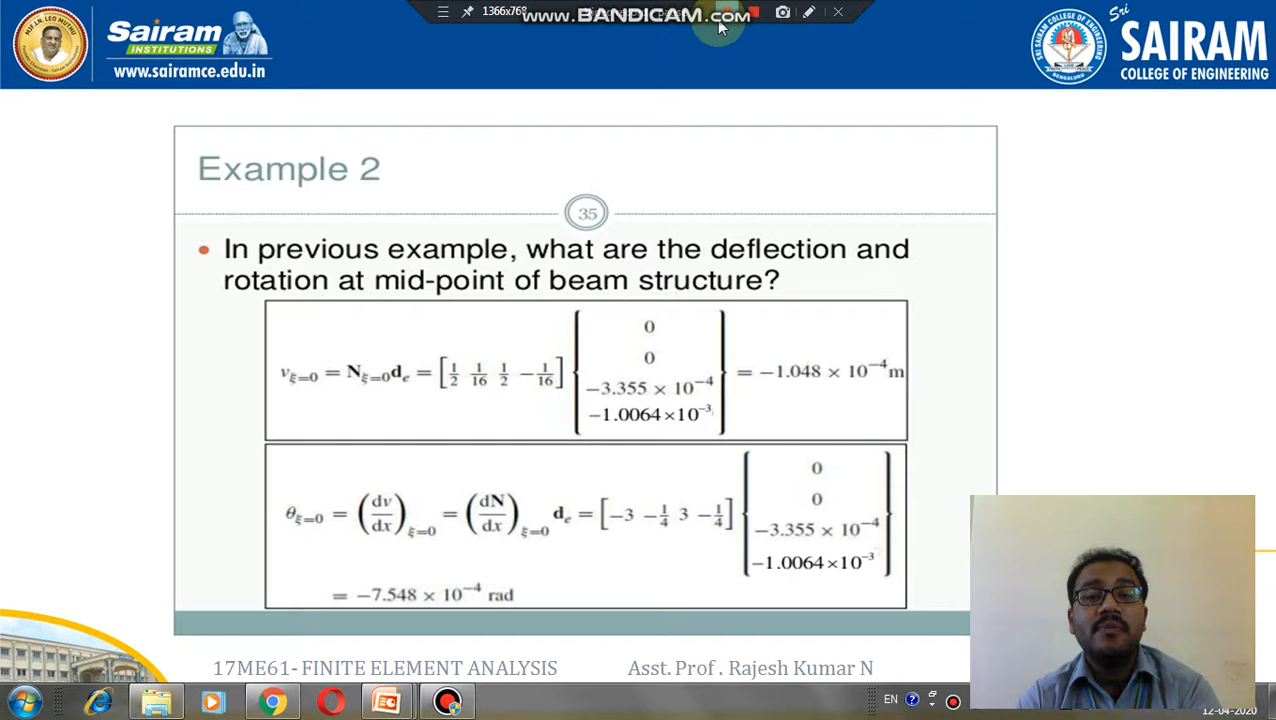 1366x768
www.BANDICAM.com
Sairam
INSTITUTIONS
www.sairamce.edu.in
Sri
SAIRAM
COLLEGE OF ENGINEERING
Example 2
35
• In previous example, what are the deflection and
rotation at mid-point of beam structure?
v_{ξ=0} = N_{ξ=0}d_e = [1/2 1/16 1/2 −1/16] {0 0 −3.355 × 10⁻⁴ −1.0064×10⁻³} = −1.048 × 10⁻⁴m
θ_{ξ=0} = (dv/dx)_{ξ=0} = (dN/dx)_{ξ=0} d_e = [−3 −1/4 3 −1/4] {0 0 −3.355 × 10⁻⁴ −1.0064×10⁻³}
= −7.548 × 10⁻⁴ rad
17ME61- FINITE ELEMENT ANALYSIS Asst. Prof . Rajesh Kumar N
EN
12-04-2020